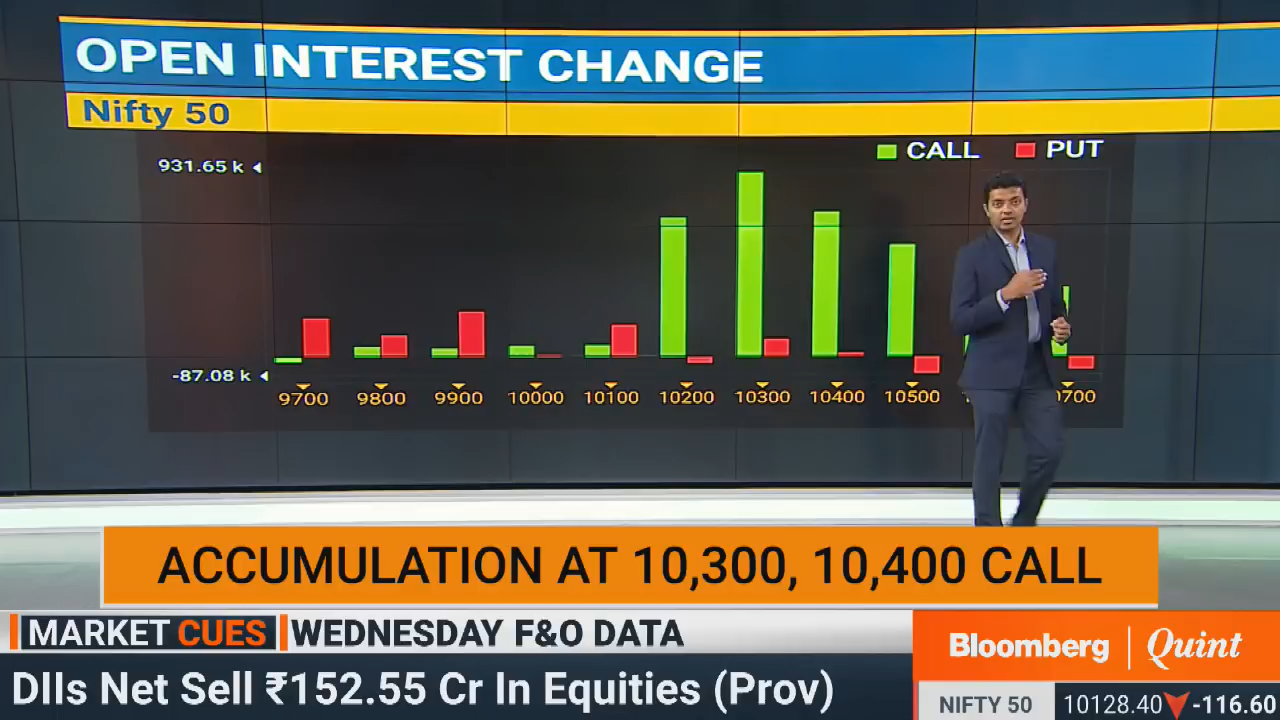 OPEN INTEREST CHANGE
Nifty 50
CALL PUT
931.65 k
-87.08 k
9700 9800 9900 10000 10100 10200 10300 10400 10500
ACCUMULATION AT 10,300, 10,400 CALL
MARKET CUES WEDNESDAY F&O DATA
DIIs Net Sell ₹152.55 Cr In Equities (Prov)
Bloomberg | Quint
NIFTY 50 10128.40 -116.60